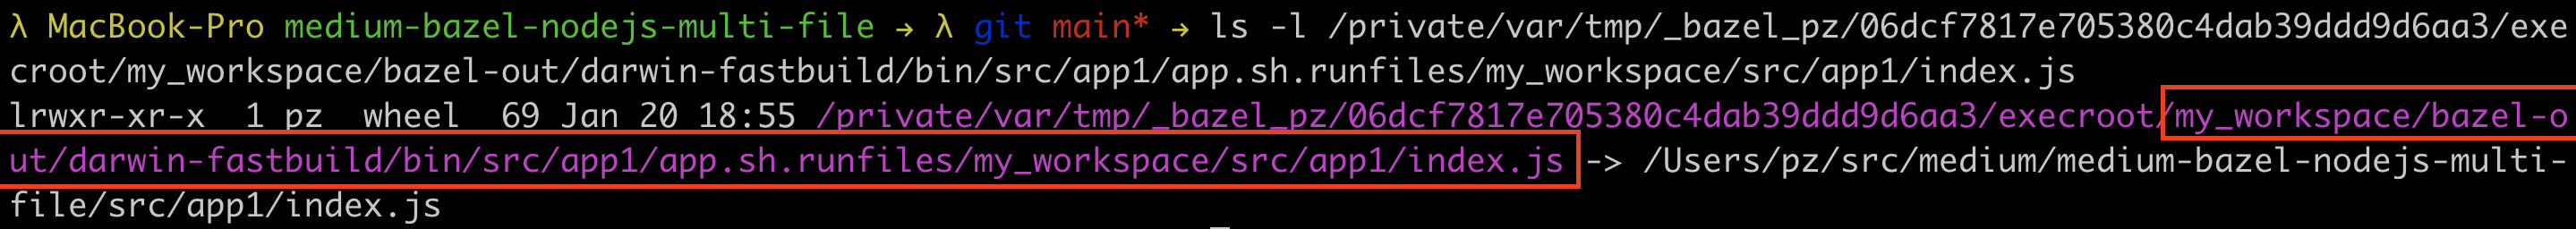 λ MacBook-Pro medium-bazel-nodejs-multi-file → λ git main* → ls -l /private/var/tmp/_bazel_pz/06dcf7817e705380c4dab39ddd9d6aa3/exe
croot/my_workspace/bazel-out/darwin-fastbuild/bin/src/app1/app.sh.runfiles/my_workspace/src/app1/index.js
lrwxr-xr-x  1 pz  wheel  69 Jan 20 18:55 /private/var/tmp/_bazel_pz/06dcf7817e705380c4dab39ddd9d6aa3/execroot/my_workspace/bazel-o
ut/darwin-fastbuild/bin/src/app1/app.sh.runfiles/my_workspace/src/app1/index.js -> /Users/pz/src/medium/medium-bazel-nodejs-multi-
file/src/app1/index.js